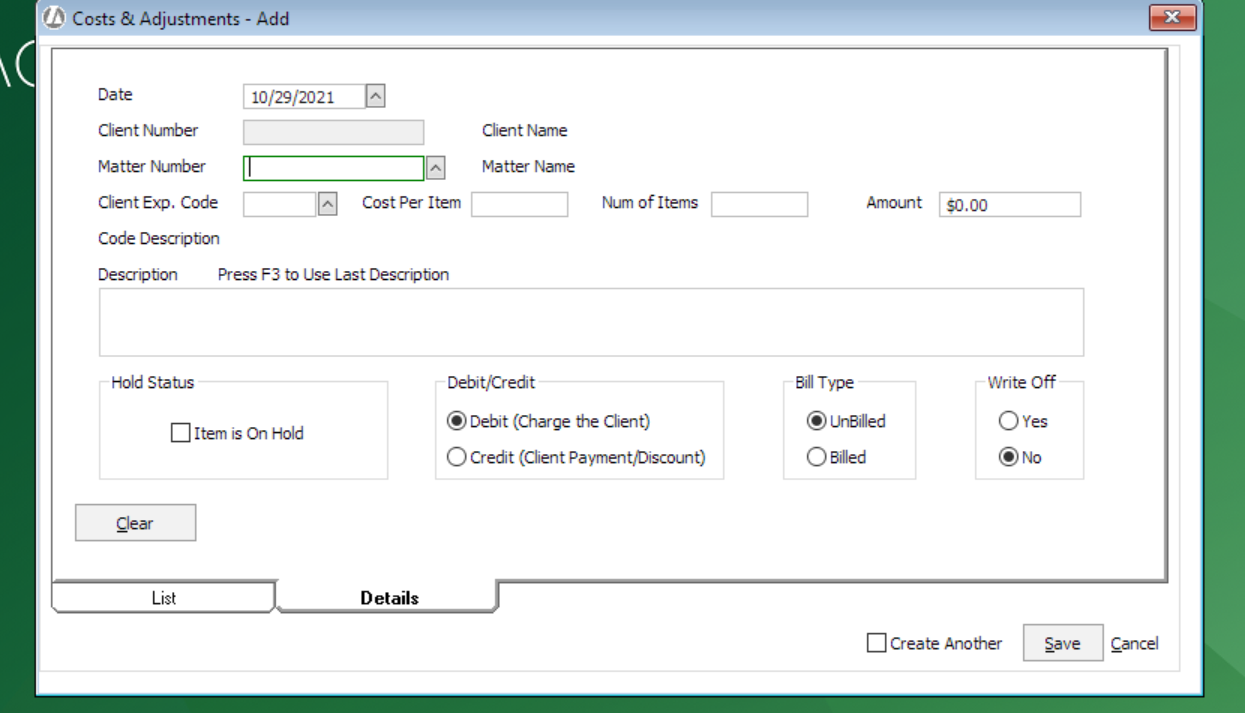 Costs & Adjustments - Add
Date 10/29/2021
Client Number Client Name
Matter Number Matter Name
Client Exp. Code Cost Per Item Num of Items Amount $0.00
Code Description
Description Press F3 to Use Last Description
Hold Status Debit/Credit Bill Type Write Off
Debit (Charge the Client) UnBilled Yes
Item is On Hold
Credit (Client Payment/Discount) Billed No
Clear
List Details
Create Another Save Cancel